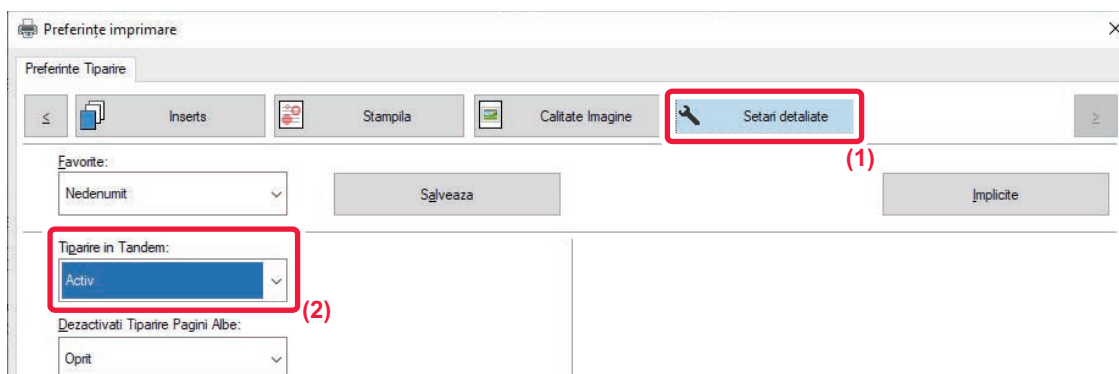 Preferințe imprimare
Preferinte Tiparire
< Inserts Stampila Calitate Imagine Setari detaliate >
(1)
Favorite:
Nedenumit Salveaza Implicite
Tiparire in Tandem:
Activ
(2)
Dezactivati Tiparire Pagini Albe:
Oprit